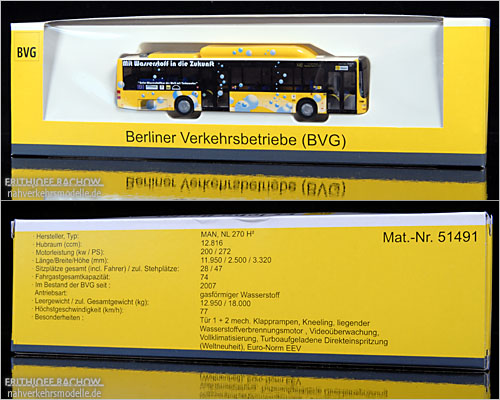 BVG
Mit Wasserstoff in die Zukunft
Berliner Verkehrsbetriebe (BVG)
FRITHJOFF RACHOW
nahverkehrsmodelle.de
· Hersteller, Typ: MAN, NL 270 H²
· Hubraum (ccm): 12.816
· Motorleistung (kw / PS): 200 / 272
· Länge/Breite/Höhe (mm): 11.950 / 2.500 / 3.320
· Sitzplätze gesamt (incl. Fahrer) / zul. Stehplätze: 28 / 47
· Fahrgastgesamtkapazität: 74
· Im Bestand der BVG seit : 2007
· Antriebsart: gasförmiger Wasserstoff
· Leergewicht / zul. Gesamtgewicht (kg): 12.950 / 18.000
· Höchstgeschwindigkeit (km/h): 77
· Besonderheiten : Tür 1 + 2 mech. Klapprampen, Kneeling, liegender
Wasserstoffverbrennungsmotor , Videoüberwachung,
Vollklimatisierung, Turboaufgeladene Direkteinspritzung
(Weltneuheit), Euro-Norm EEV
Mat.-Nr. 51491
FRITHJOFF RACHOW
nahverkehrsmodelle.de